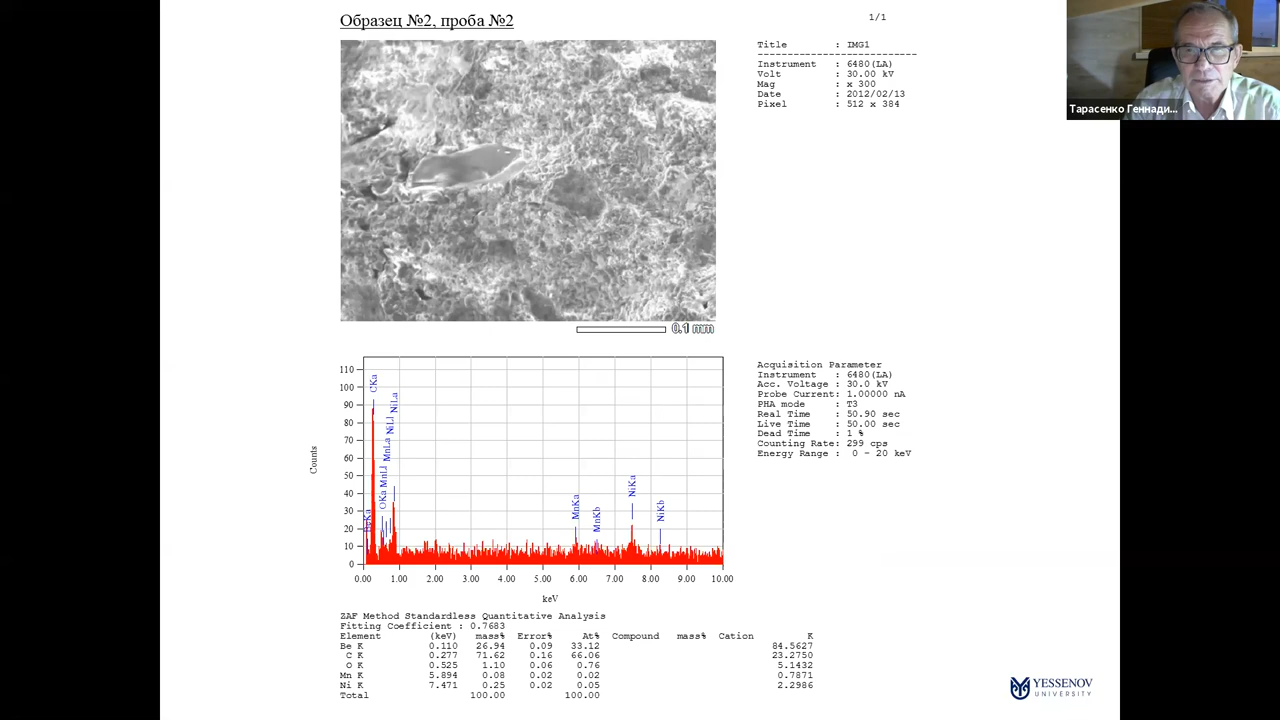 Образец №2, проба №2
1/1
Title : IMG1
---------------------------
Instrument : 6480(LA)
Volt : 30.00 kV
Mag : x 300
Date : 2012/02/13
Pixel : 512 x 384
Тарасенко Геннади...
0.1 mm
Acquisition Parameter
Instrument : 6480(LA)
Acc. Voltage : 30.0 kV
Probe Current: 1.00000 nA
PHA mode : T3
Real Time : 50.90 sec
Live Time : 50.00 sec
Dead Time : 1 %
Counting Rate: 299 cps
Energy Range : 0 - 20 keV
Counts
110
100
90
80
70
60
50
40
30
20
10
0
BeKa
CKa
OKa
MnLl
MnLa
NiLl
NiLa
MnKa
MnKb
NiKa
NiKb
0.00 1.00 2.00 3.00 4.00 5.00 6.00 7.00 8.00 9.00 10.00
keV
ZAF Method Standardless Quantitative Analysis
Fitting Coefficient : 0.7683
Element (keV) mass% Error% At% Compound mass% Cation K
Be K 0.110 26.94 0.09 33.12 84.5627
C K 0.277 71.62 0.16 66.06 23.2750
O K 0.525 1.10 0.06 0.76 5.1432
Mn K 5.894 0.08 0.02 0.02 0.7871
Ni K 7.471 0.25 0.02 0.05 2.2986
Total 100.00 100.00
YESSENOV
UNIVERSITY